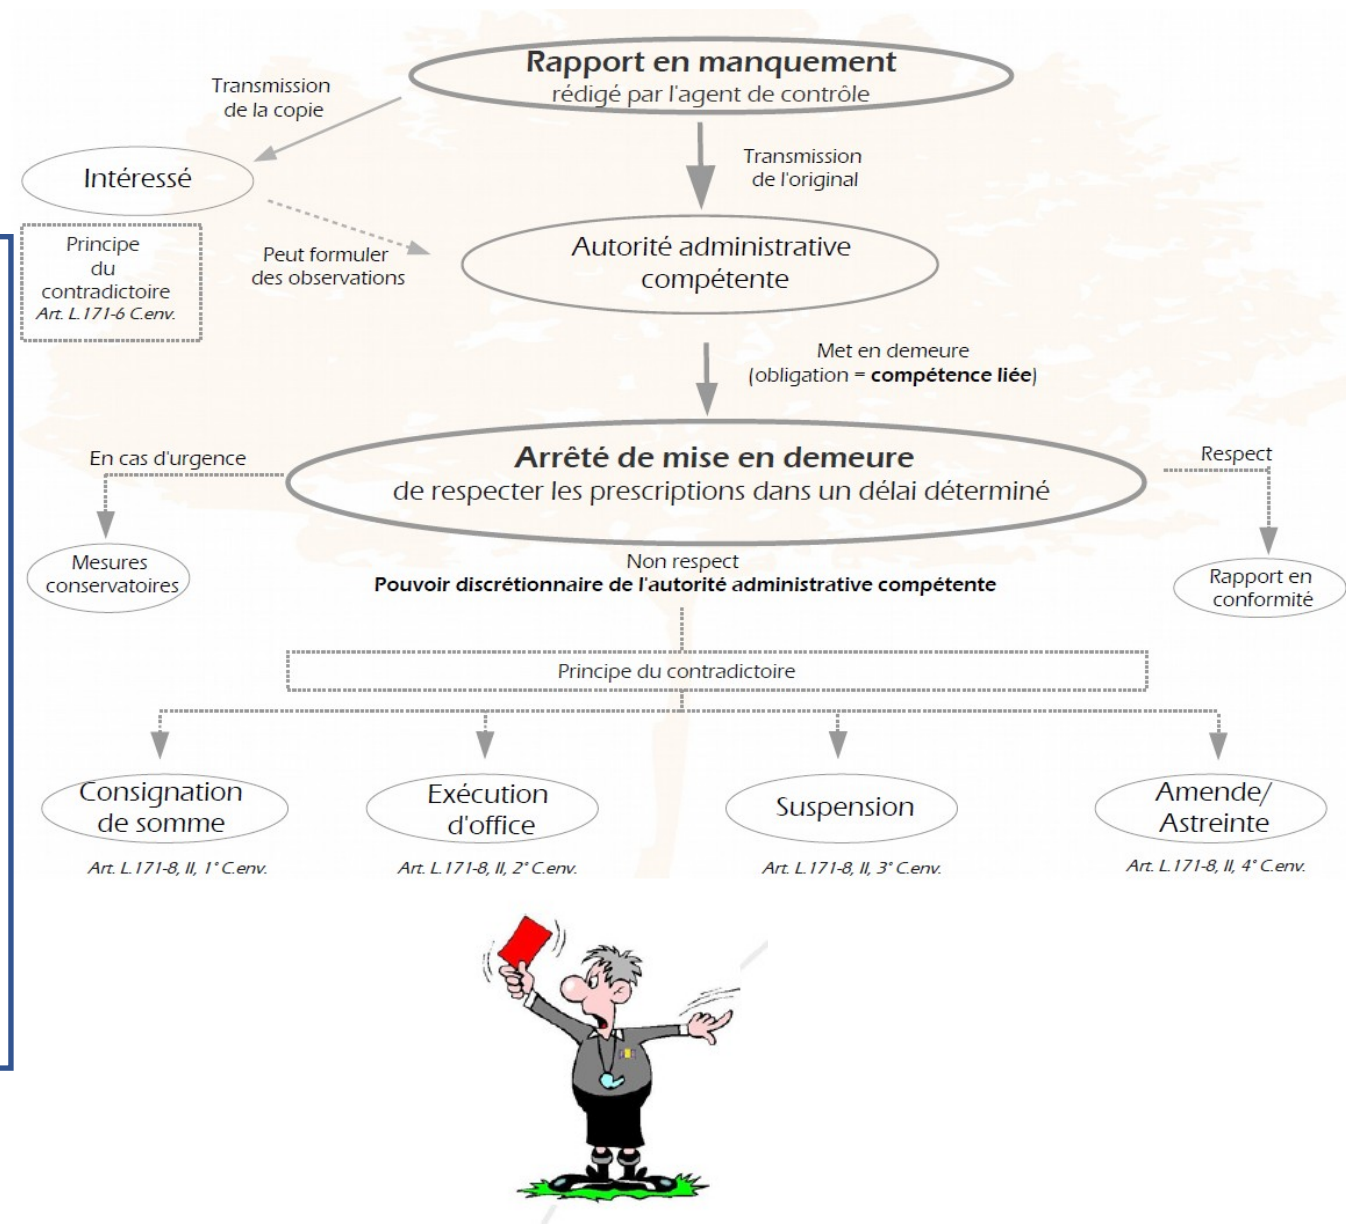 Rapport en manquement
rédigé par l'agent de contrôle
Transmission
de la copie
Transmission
de l'original
Intéressé
Principe
du
contradictoire
Art. L.171-6 C.env.
Peut formuler
des observations
Autorité administrative
compétente
Met en demeure
(obligation = compétence liée)
En cas d'urgence
Arrêté de mise en demeure
de respecter les prescriptions dans un délai déterminé
Respect
Mesures
conservatoires
Non respect
Pouvoir discrétionnaire de l'autorité administrative compétente
Rapport en
conformité
Principe du contradictoire
Consignation
de somme
Art. L.171-8, II, 1° C.env.
Exécution
d'office
Art. L.171-8, II, 2° C.env.
Suspension
Art. L.171-8, II, 3° C.env.
Amende/
Astreinte
Art. L.171-8, II, 4° C.env.